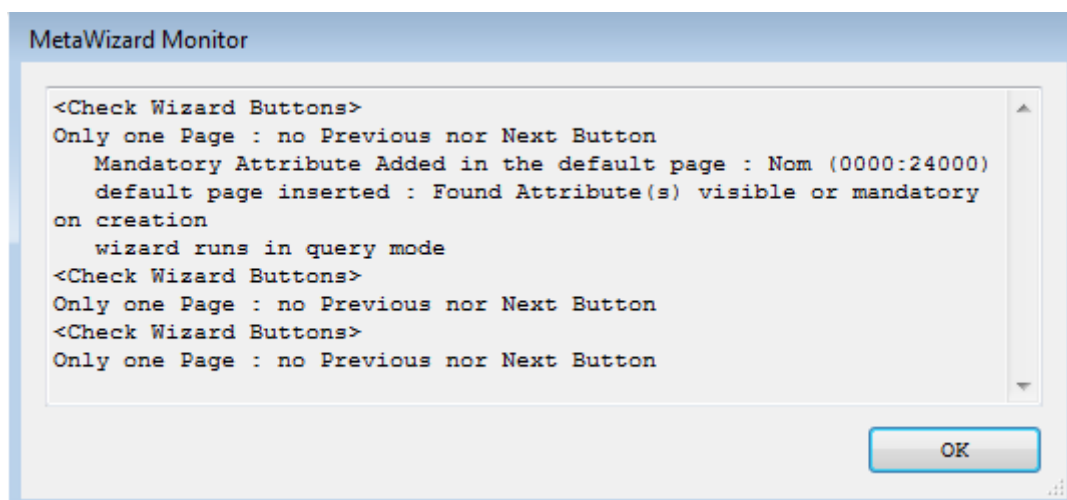 MetaWizard Monitor
<Check Wizard Buttons>
Only one Page : no Previous nor Next Button
Mandatory Attribute Added in the default page : Nom (0000:24000)
default page inserted : Found Attribute(s) visible or mandatory
on creation
wizard runs in query mode
<Check Wizard Buttons>
Only one Page : no Previous nor Next Button
<Check Wizard Buttons>
Only one Page : no Previous nor Next Button
OK